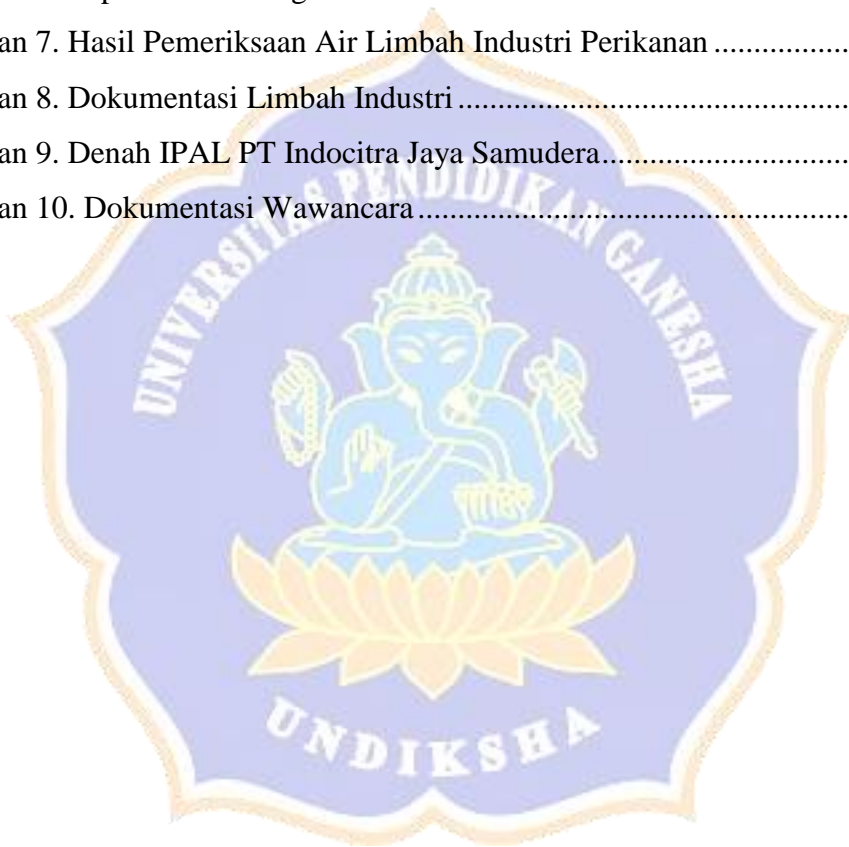 an 7. Hasil Pemeriksaan Air Limbah Industri Perikanan ..................
an 8. Dokumentasi Limbah Industri ..................................................
an 9. Denah IPAL PT Indocitra Jaya Samudera................................
an 10. Dokumentasi Wawancara .......................................................
UNIVERSITAS PENDIDIKAN GANESHA
UNDIKSHA